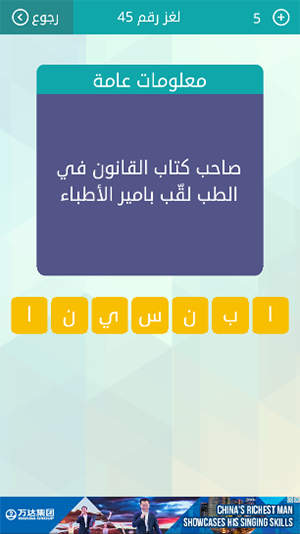 رجوع
لغز رقم 45
5
معلومات عامة
صاحب كتاب القانون في
الطب لقّب بامير الأطباء
ا ب ن س ي ن ا
万达集团
WANDA GROUP
CHINA'S RICHEST MAN
SHOWCASES HIS SINGING SKILLS